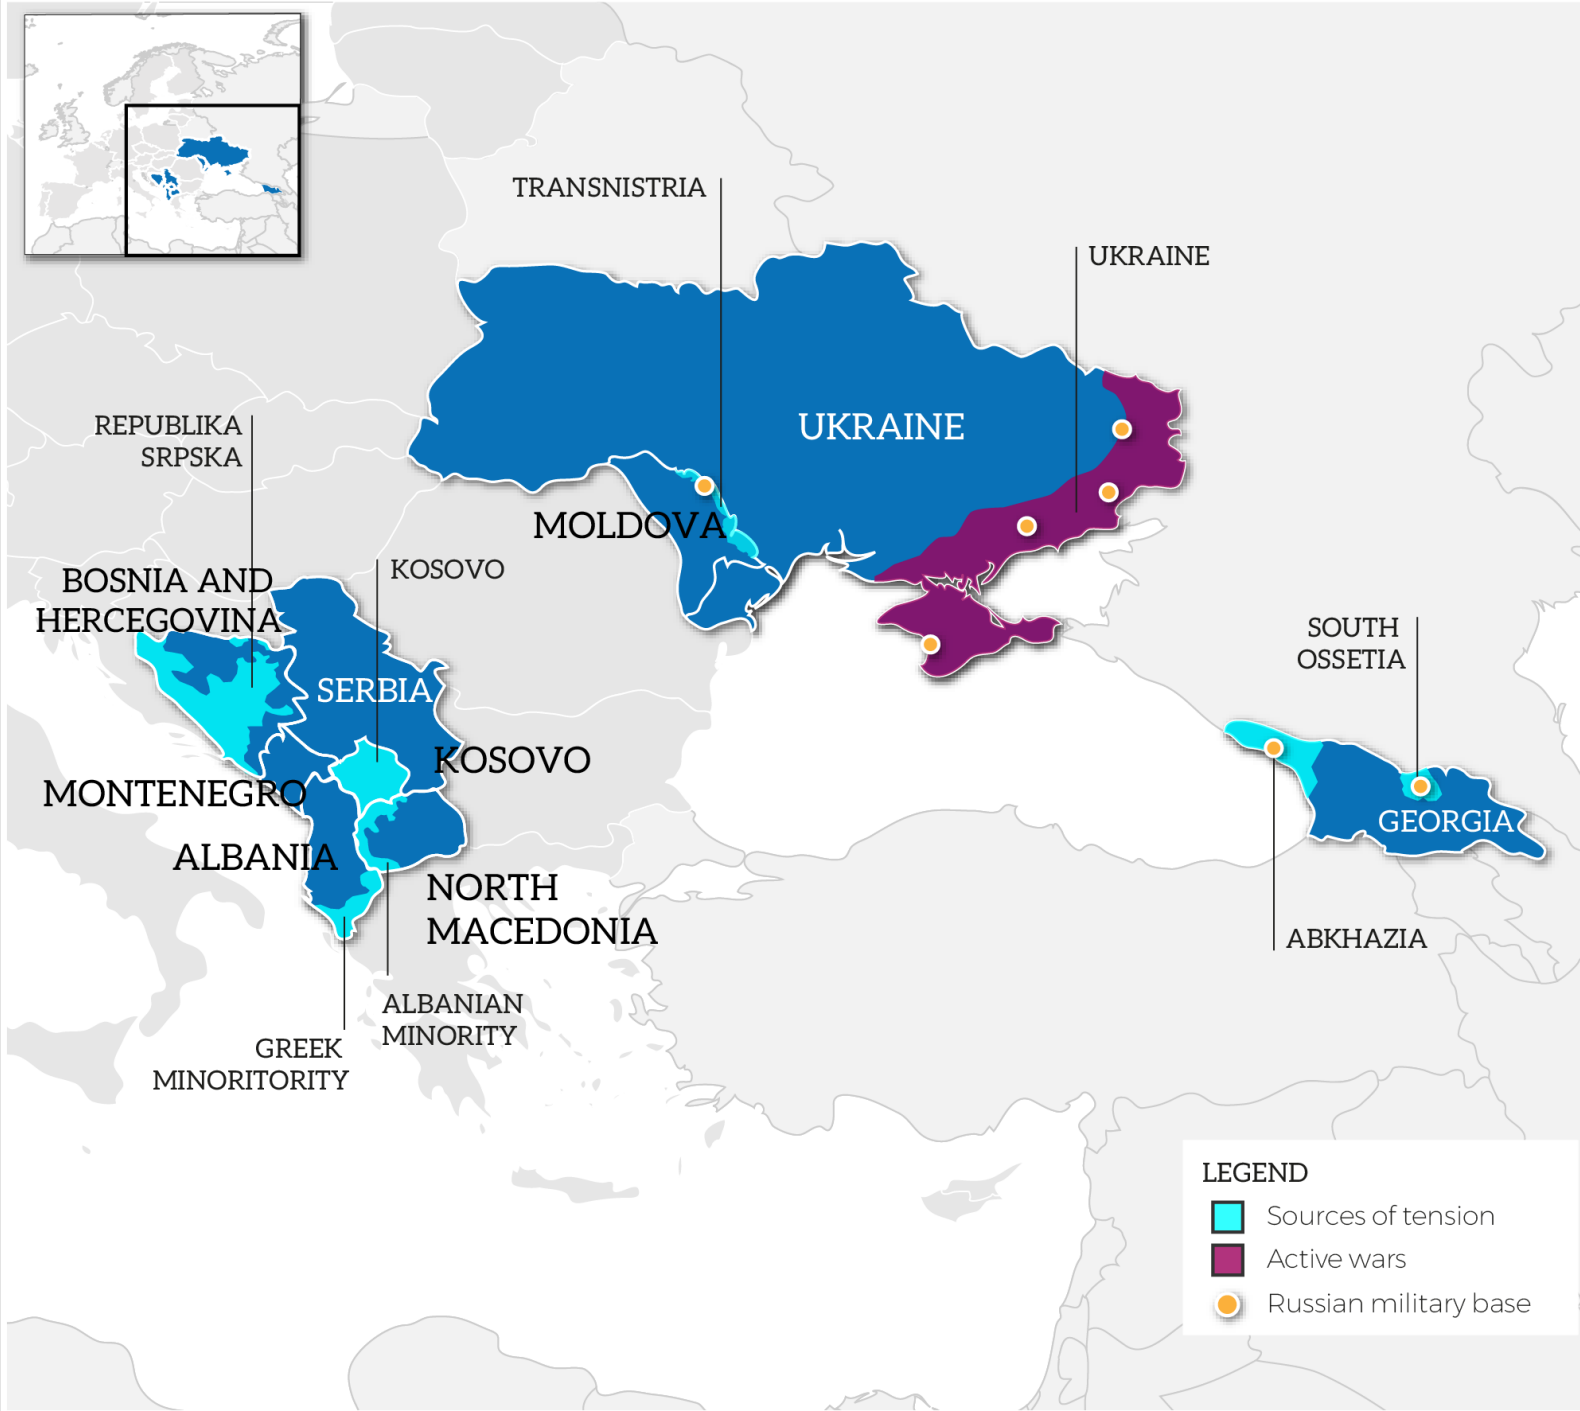 TRANSNISTRIA
UKRAINE
UKRAINE
REPUBLIKA
SRPSKA
MOLDOVA
KOSOVO
BOSNIA AND
HERCEGOVINA
SOUTH
OSSETIA
SERBIA
KOSOVO
MONTENEGRO
GEORGIA
ALBANIA
NORTH
MACEDONIA
ABKHAZIA
ALBANIAN
MINORITY
GREEK
MINORITORITY
LEGEND
Sources of tension
Active wars
Russian military base